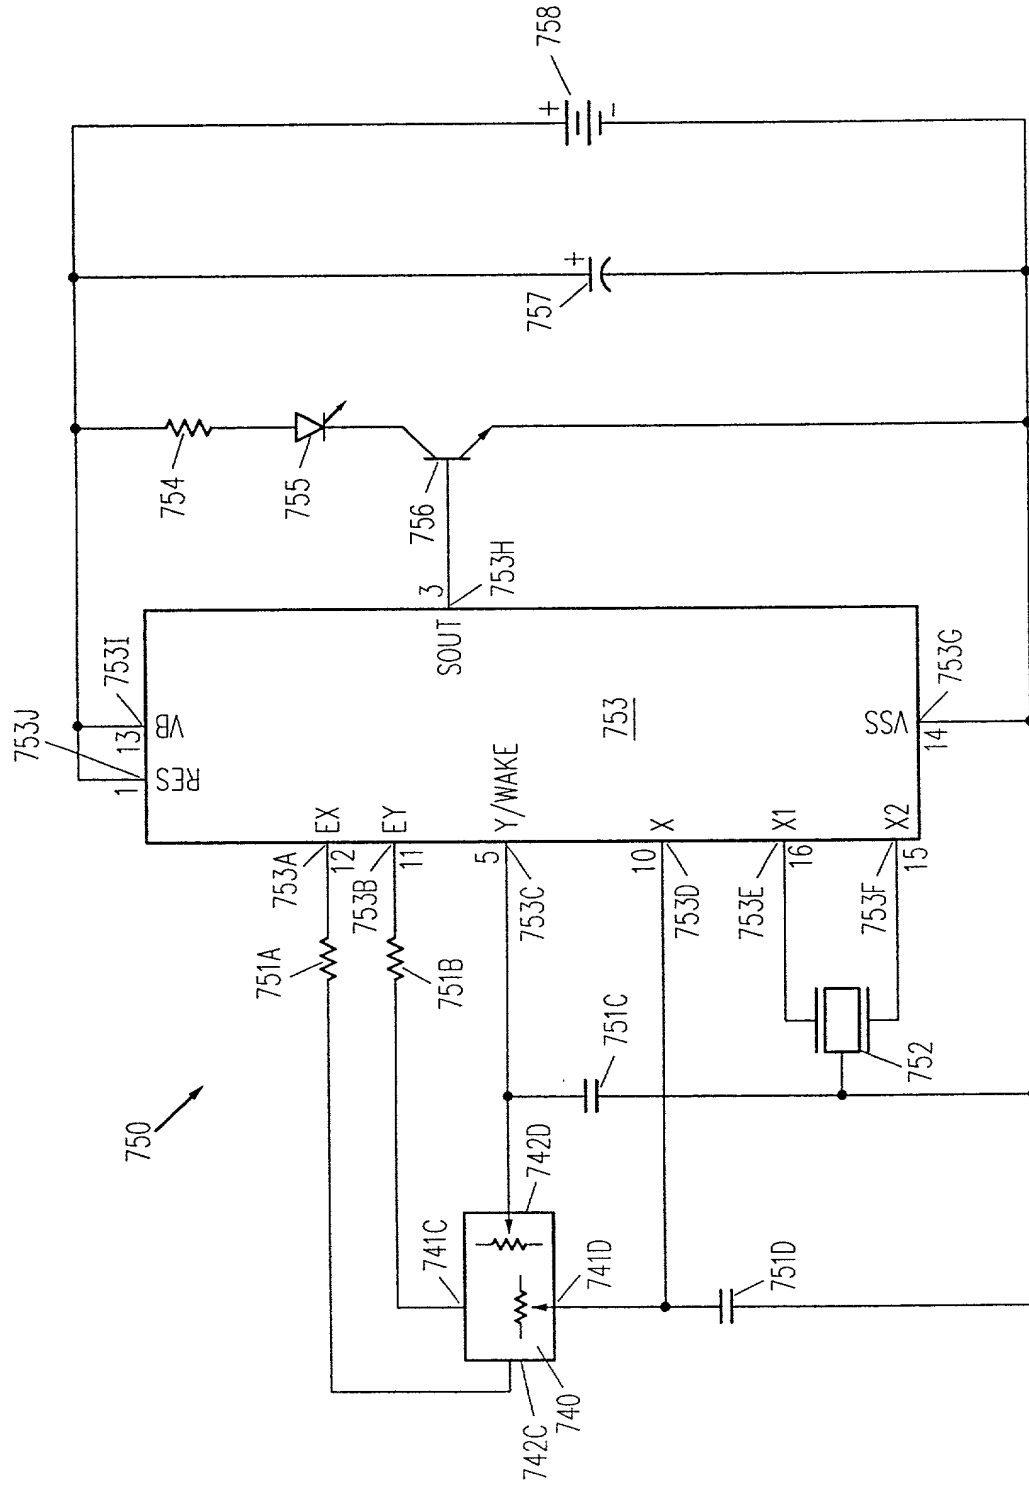 758
+
-
757
+
754
755
756
3
753H
SOUT
753J
753I
13
VB
1
RES
753
753G
VSS
14
EX
753A
12
EY
753B
11
Y/WAKE
5
753C
X
10
753D
X1
753E
16
X2
753F
15
751A
751B
751C
752
750
741C
742D
741D
751D
742C
740